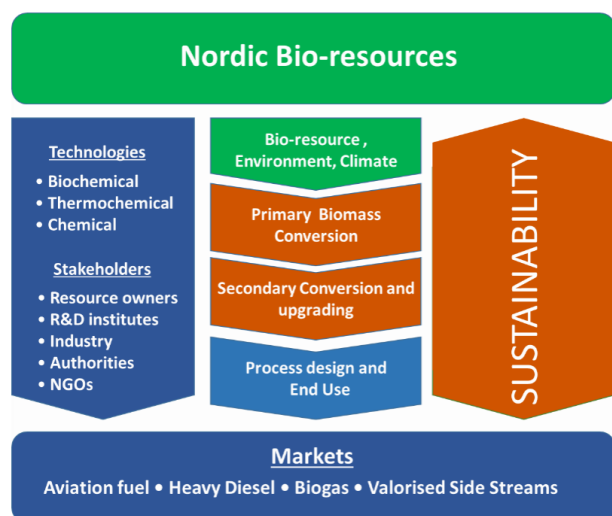 Nordic Bio-resources
Technologies
• Biochemical
• Thermochemical
• Chemical
Stakeholders
• Resource owners
• R&D institutes
• Industry
• Authorities
• NGOs
Bio-resource ,
Environment, Climate
Primary Biomass
Conversion
Secondary Conversion and
upgrading
Process design and
End Use
SUSTAINABILITY
Markets
Aviation fuel • Heavy Diesel • Biogas • Valorised Side Streams